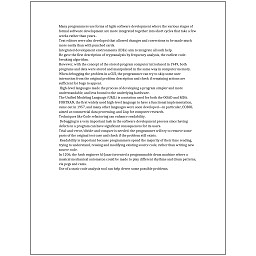 Many programmers use forms of Agile software development where the various stages of
formal software development are more integrated together into short cycles that take a few
weeks rather than years.
Text editors were also developed that allowed changes and corrections to be made much
more easily than with punched cards.
Integrated development environments (IDEs) aim to integrate all such help.
He gave the first description of cryptanalysis by frequency analysis, the earliest code-
breaking algorithm.
However, with the concept of the stored-program computer introduced in 1949, both
programs and data were stored and manipulated in the same way in computer memory.
When debugging the problem in a GUI, the programmer can try to skip some user
interaction from the original problem description and check if remaining actions are
sufficient for bugs to appear.
High-level languages made the process of developing a program simpler and more
understandable, and less bound to the underlying hardware.
The Unified Modeling Language (UML) is a notation used for both the OOAD and MDA.
FORTRAN, the first widely used high-level language to have a functional implementation,
came out in 1957, and many other languages were soon developed—in particular, COBOL
aimed at commercial data processing, and Lisp for computer research.
Techniques like Code refactoring can enhance readability.
Debugging is a very important task in the software development process since having
defects in a program can have significant consequences for its users.
Trial-and-error/divide-and-conquer is needed: the programmer will try to remove some
parts of the original test case and check if the problem still exists.
Readability is important because programmers spend the majority of their time reading,
trying to understand, reusing and modifying existing source code, rather than writing new
source code.
In 1206, the Arab engineer Al-Jazari invented a programmable drum machine where a
musical mechanical automaton could be made to play different rhythms and drum patterns,
via pegs and cams.
Use of a static code analysis tool can help detect some possible problems.